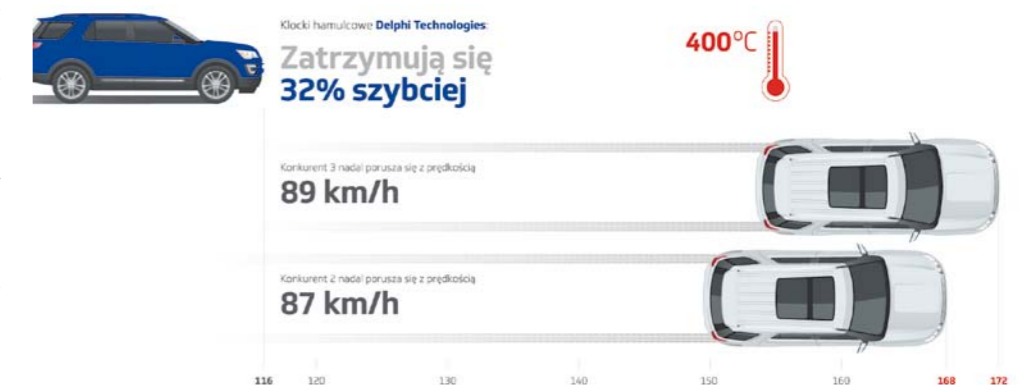 Klocki hamulcowe Delphi Technologies:
Zatrzymują się
32% szybciej
400°C
Konkurent 3 nadal porusza się z prędkością
89 km/h
Konkurent 2 nadal porusza się z prędkością
87 km/h
116 120 130 140 150 160 168 172